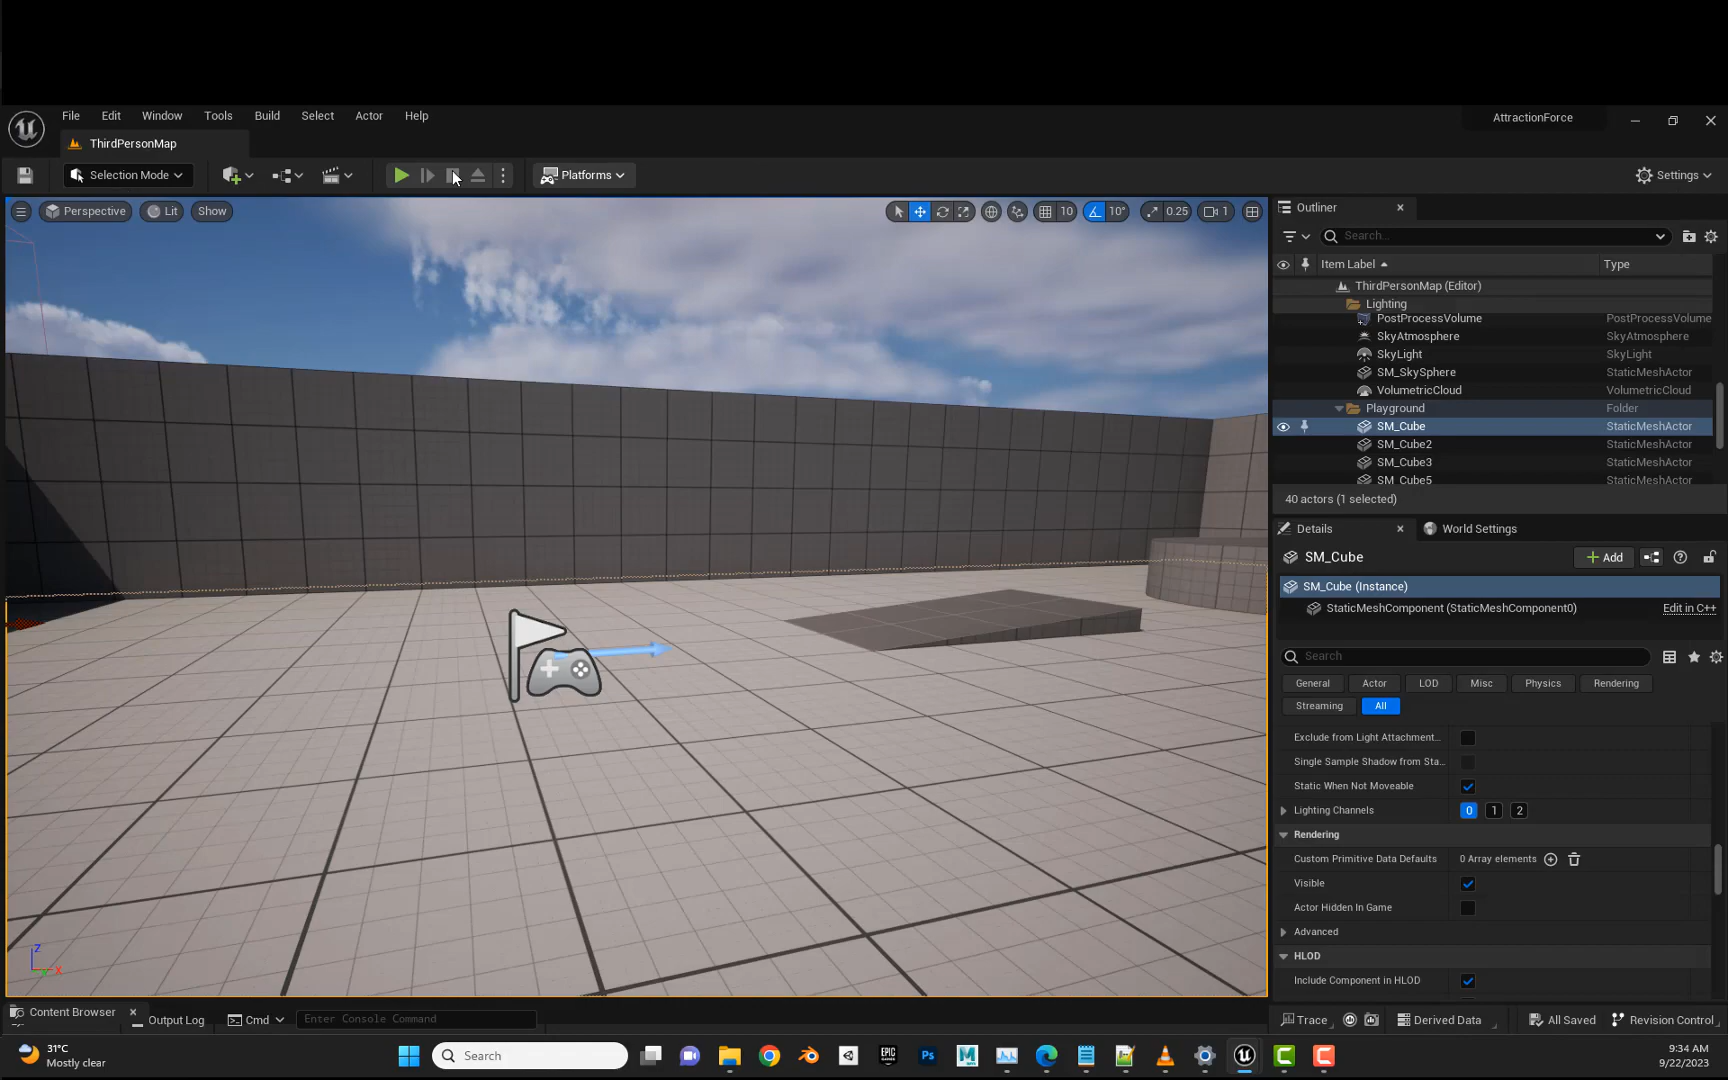 File Edit Window Tools Build Select Actor Help
AttractionForce
ThirdPersonMap
Selection Mode
Platforms
Settings
Perspective Lit Show
10 10° 0.25 1
Outliner
Search...
Item Label Type
ThirdPersonMap (Editor)
Lighting
PostProcessVolume PostProcessVolume
SkyAtmosphere SkyAtmosphere
SkyLight SkyLight
SM_SkySphere StaticMeshActor
VolumetricCloud VolumetricCloud
Playground Folder
SM_Cube StaticMeshActor
SM_Cube2 StaticMeshActor
SM_Cube3 StaticMeshActor
SM_Cube5 StaticMeshActor
40 actors (1 selected)
Details World Settings
SM_Cube
Add
SM_Cube (Instance)
StaticMeshComponent (StaticMeshComponent0) Edit in C++
Search
General Actor LOD Misc Physics Rendering
Streaming All
Exclude from Light Attachment...
Single Sample Shadow from Sta...
Static When Not Moveable
Lighting Channels 0 1 2
Rendering
Custom Primitive Data Defaults 0 Array elements
Visible
Actor Hidden In Game
Advanced
HLOD
Include Component in HLOD
Z
X
Content Browser
Output Log Cmd Enter Console Command
Trace Derived Data All Saved Revision Control
31°C
Mostly clear
Search
EPIC GAMES
Ps
M
C
C
9:34 AM
9/22/2023